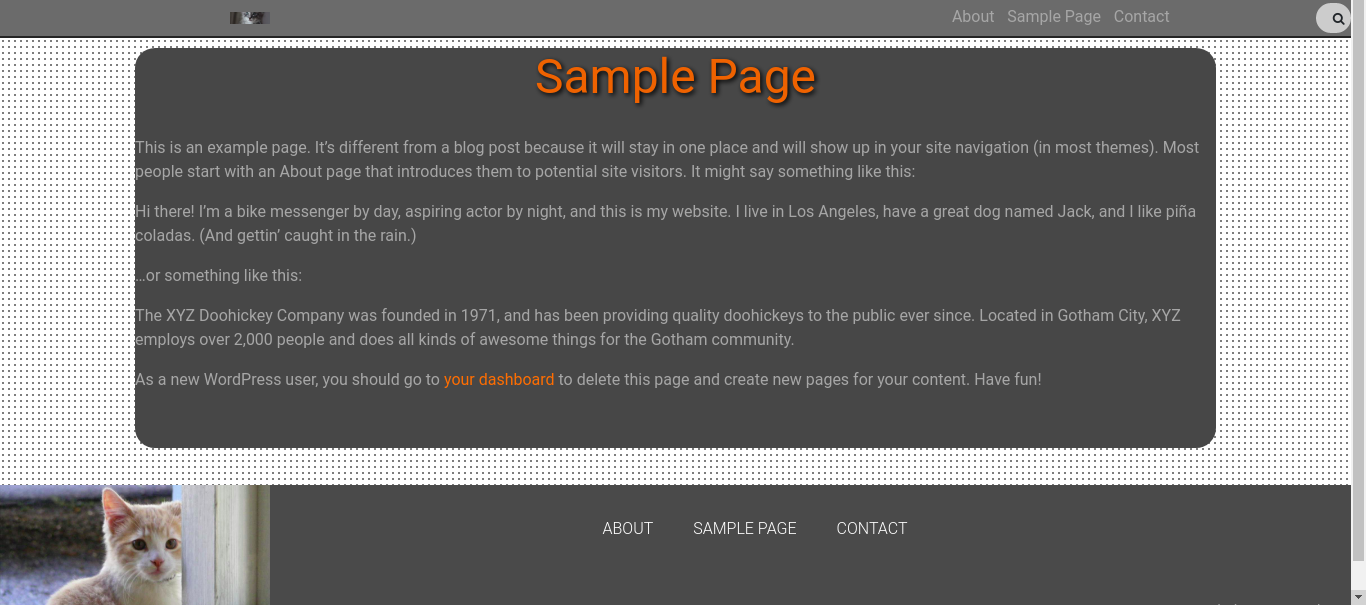 About Sample Page Contact
Sample Page
This is an example page. It’s different from a blog post because it will stay in one place and will show up in your site navigation (in most themes). Most
people start with an About page that introduces them to potential site visitors. It might say something like this:
Hi there! I’m a bike messenger by day, aspiring actor by night, and this is my website. I live in Los Angeles, have a great dog named Jack, and I like piña
coladas. (And gettin’ caught in the rain.)
…or something like this:
The XYZ Doohickey Company was founded in 1971, and has been providing quality doohickeys to the public ever since. Located in Gotham City, XYZ
employs over 2,000 people and does all kinds of awesome things for the Gotham community.
As a new WordPress user, you should go to your dashboard to delete this page and create new pages for your content. Have fun!
ABOUT SAMPLE PAGE CONTACT